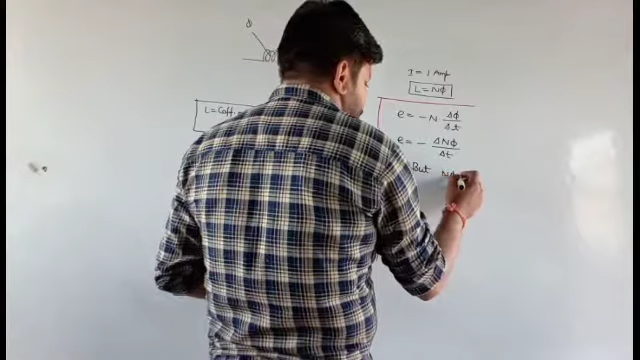 I = 1 Amp
L = Nϕ
L = Coff.
e = - N Δϕ/Δt
e = - ΔNϕ/Δt
But